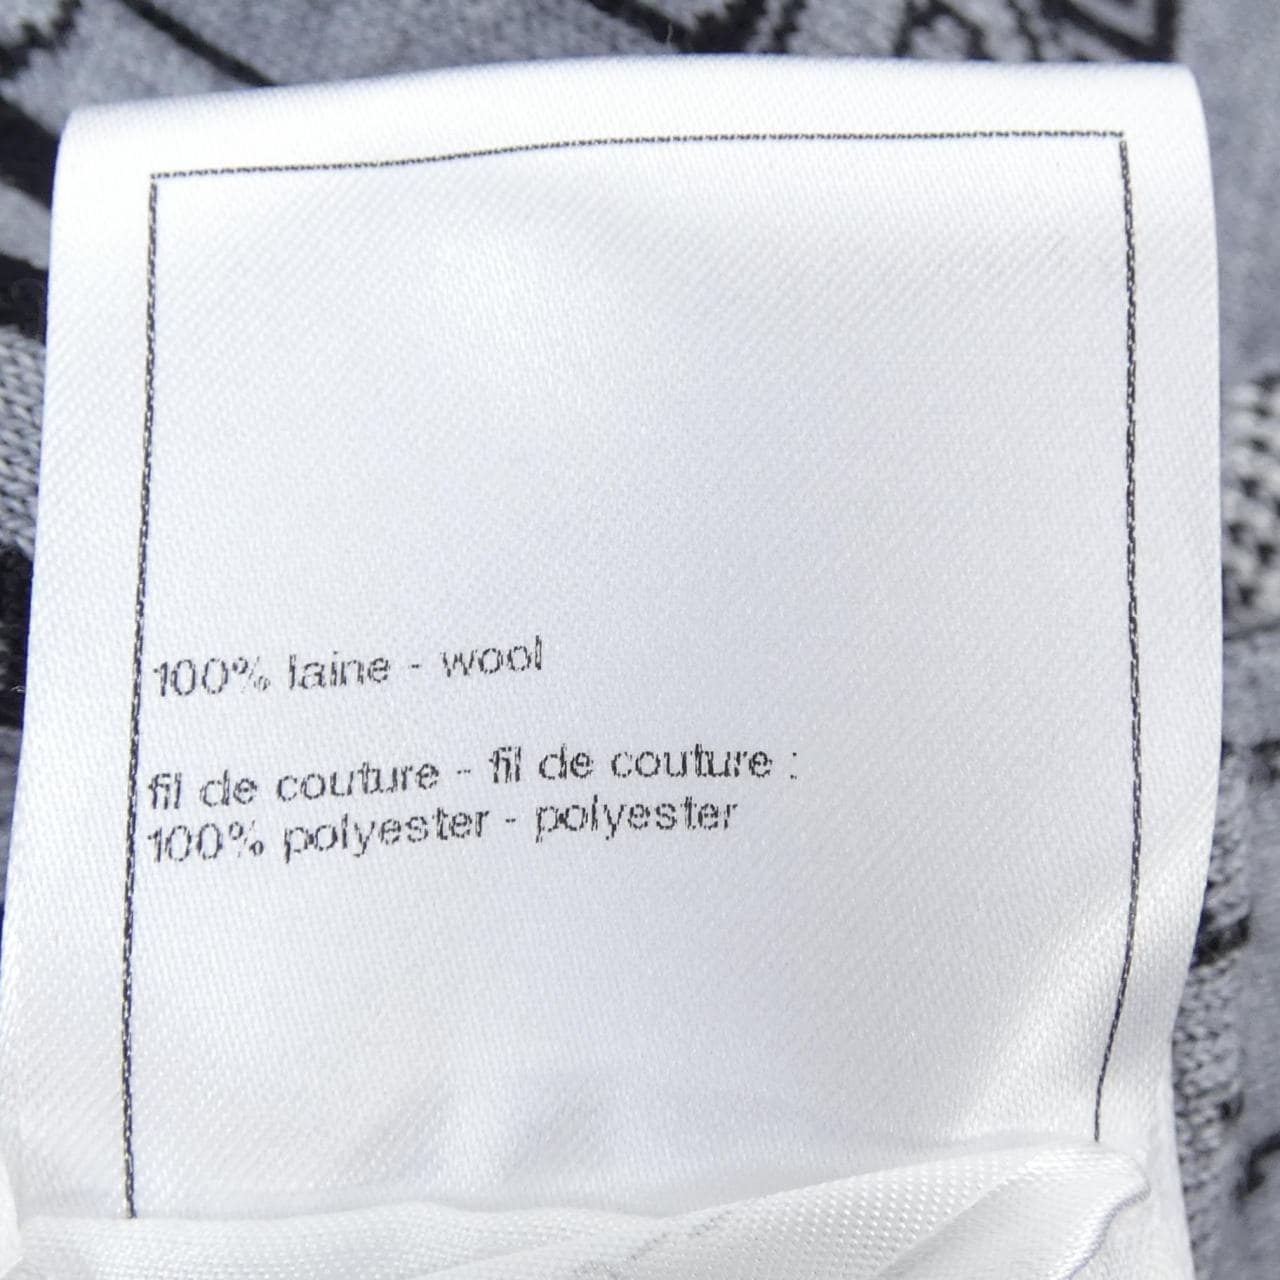 100% laine - wool
fil de couture - fil de couture :
100% polyester - polyester